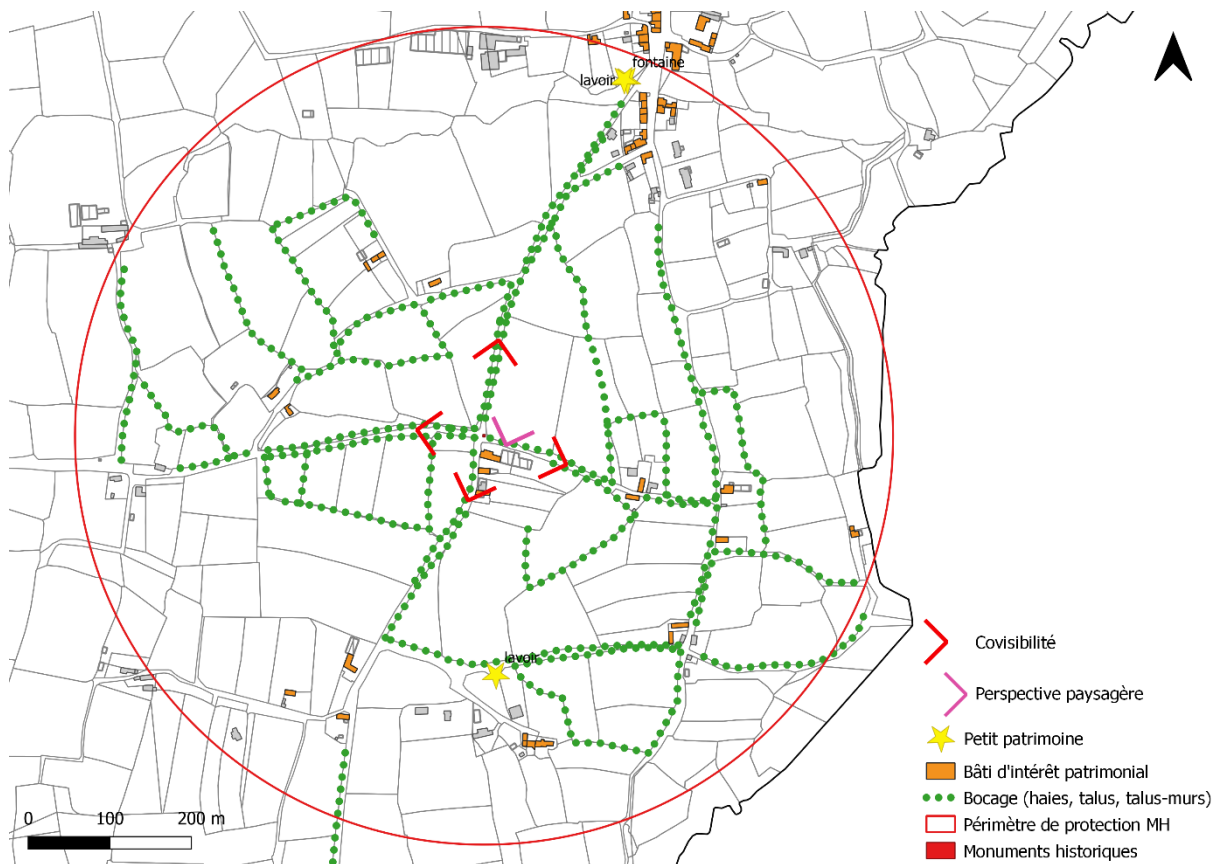 fontaine
lavoir
lavoir
Covisibilité
Perspective paysagère
Petit patrimoine
Bâti d'intérêt patrimonial
Bocage (haies, talus, talus-murs)
Périmètre de protection MH
Monuments historiques
0 100 200 m